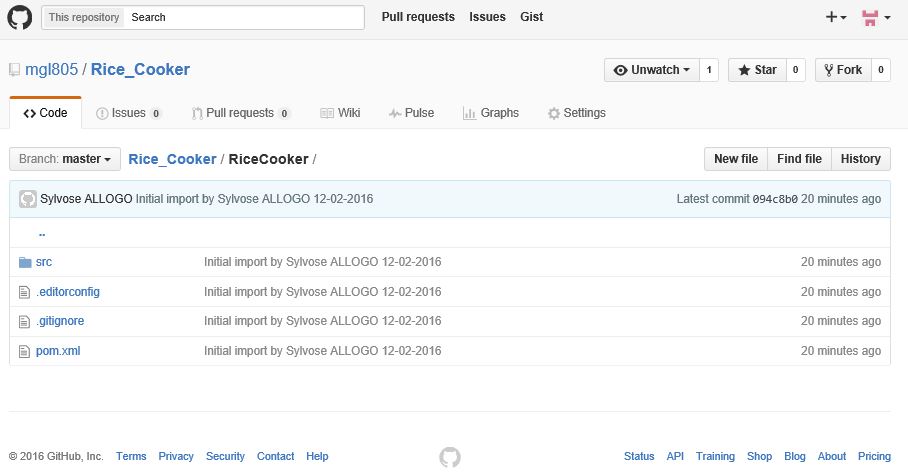 This repository Search Pull requests Issues Gist
mgl805 / Rice_Cooker Unwatch 1 Star 0 Fork 0
Code Issues 0 Pull requests 0 Wiki Pulse Graphs Settings
Branch: master Rice_Cooker / RiceCooker / New file Find file History
Sylvose ALLOGO Initial import by Sylvose ALLOGO 12-02-2016 Latest commit 094c8b0 20 minutes ago
..
src Initial import by Sylvose ALLOGO 12-02-2016 20 minutes ago
.editorconfig Initial import by Sylvose ALLOGO 12-02-2016 20 minutes ago
.gitignore Initial import by Sylvose ALLOGO 12-02-2016 20 minutes ago
pom.xml Initial import by Sylvose ALLOGO 12-02-2016 20 minutes ago
© 2016 GitHub, Inc. Terms Privacy Security Contact Help Status API Training Shop Blog About Pricing